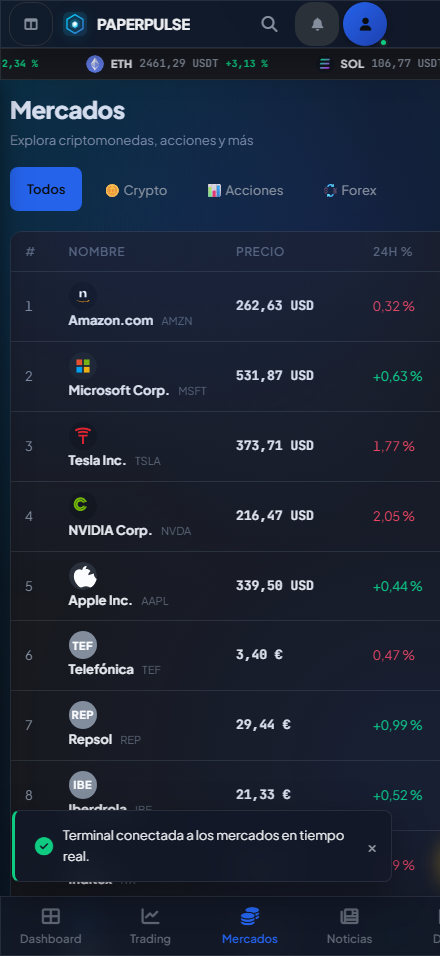 PAPERPULSE
2,34 % ETH 2461,29 USDT +3,13 % SOL 106,77 USDT
Mercados
Explora criptomonedas, acciones y más
Todos Crypto Acciones Forex
# NOMBRE PRECIO 24H %
1 Amazon.com AMZN 262,63 USD 0,32 %
2 Microsoft Corp. MSFT 531,87 USD +0,63 %
3 Tesla Inc. TSLA 373,71 USD 1,77 %
4 NVIDIA Corp. NVDA 216,47 USD 2,05 %
5 Apple Inc. AAPL 339,50 USD +0,44 %
TEF
6 Telefónica TEF 3,40 € 0,47 %
REP
7 Repsol REP 29,44 € +0,99 %
IBE
8 Iberdrola IBE 21,33 € +0,52 %
Terminal conectada a los mercados en tiempo
real.
9 %
Dashboard Trading Mercados Noticias